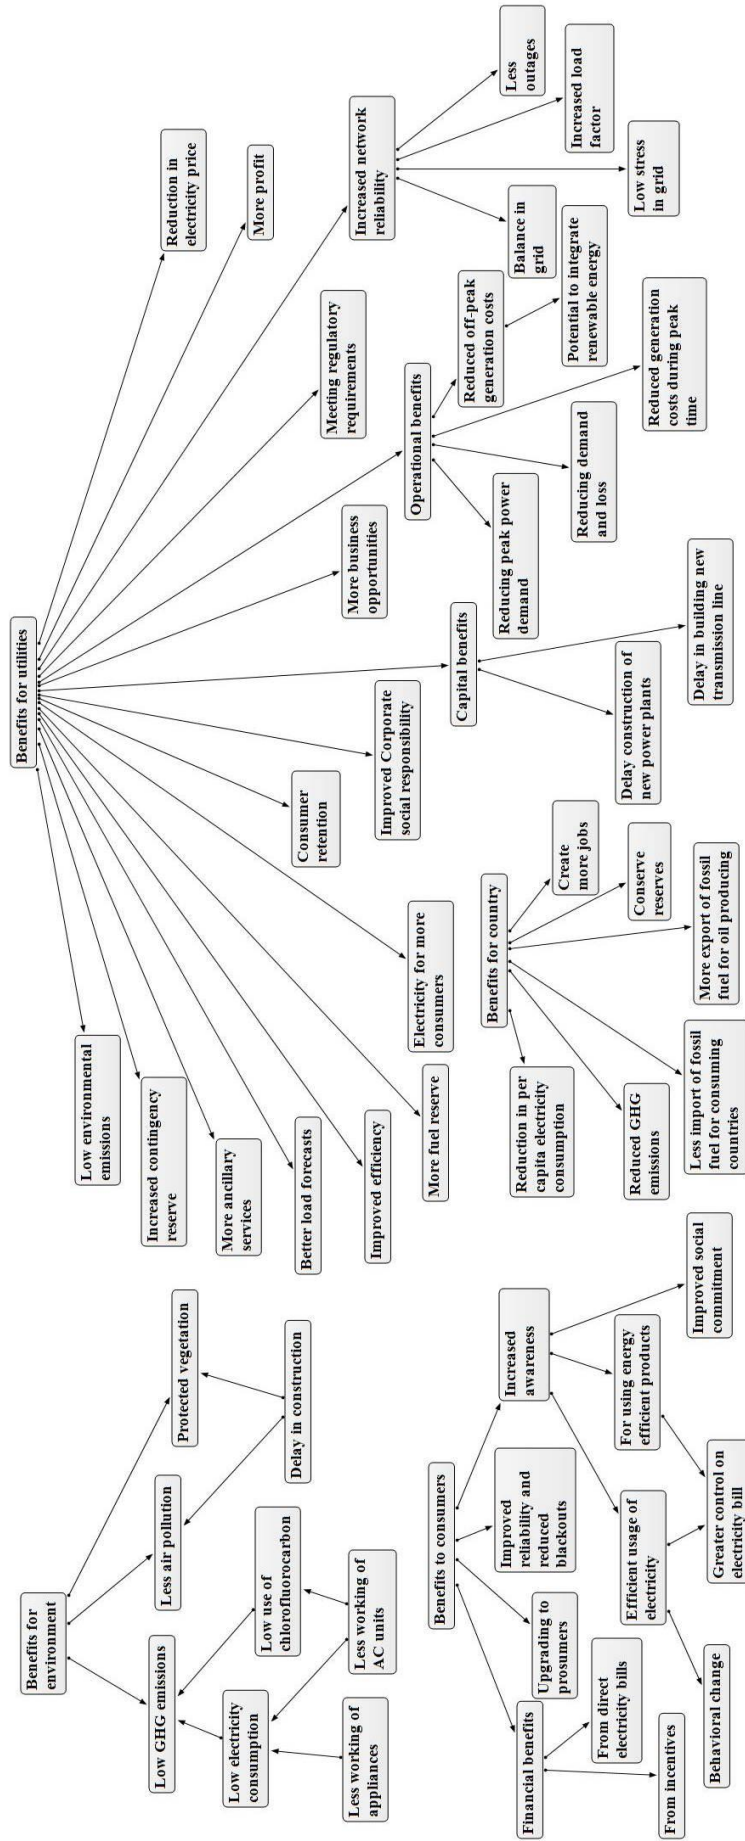 Benefits for
environment
Low GHG emissions
Less air pollution
Protected vegetation
Low electricity
consumption
Low use of
chlorofluorocarbon
Delay in construction
Less working of
appliances
Less working of
AC units
Benefits for utilities
Low environmental
emissions
Increased contingency
reserve
More ancillary
services
Better load forecasts
Improved efficiency
More fuel reserve
Electricity for more
consumers
Consumer
retention
Improved Corporate
social responsibility
Capital benefits
Delay construction of
new power plants
Delay in building new
transmission line
More business
opportunities
Operational benefits
Reducing peak power
demand
Reducing demand
and loss
Reduced generation
costs during peak
time
Reduced off-peak
generation costs
Potential to integrate
renewable energy
Meeting regulatory
requirements
Increased network
reliability
Balance in
grid
Low stress
in grid
Increased load
factor
Less
outages
More profit
Reduction in
electricity price
Benefits to consumers
Financial benefits
From incentives
From direct
electricity bills
Upgrading to
prosumers
Improved
reliability and
reduced
blackouts
Increased
awareness
Efficient usage of
electricity
For using energy
efficient products
Improved social
commitment
Behavioral change
Greater control on
electricity bill
Benefits for country
Reduction in per
capita electricity
consumption
Reduced GHG
emissions
Less import of fossil
fuel for consuming
countries
More export of fossil
fuel for oil producing
Conserve
reserves
Create
more jobs